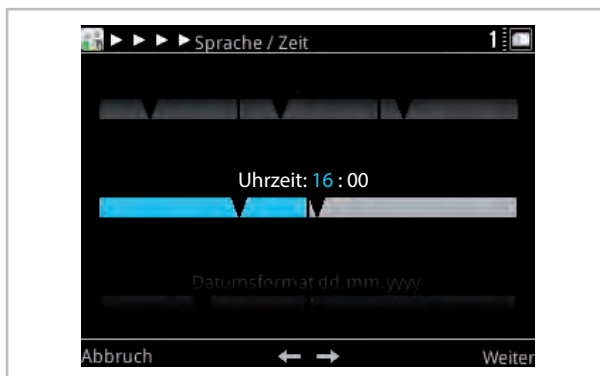 Sprache / Zeit 1
Uhrzeit: 16 : 00
Datumsformat dd.mm.yyyy
Abbruch Weiter